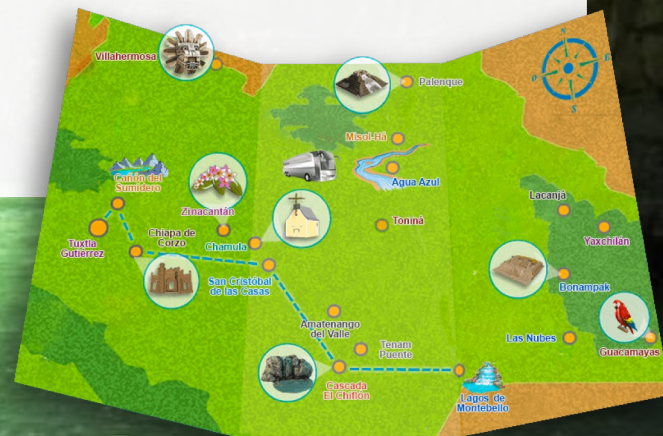 Villahermosa
N
E
O
S
Palenque
Misol-Há
Cañón del
Sumidero
Agua Azul
Zinacantán
Lacanjá
Chiapa de
Corzo
Toniná
Tuxtla
Gutiérrez
Chamula
Yaxchilán
San Cristóbal
de las Casas
Bonampak
Amatenango
del Valle
Las Nubes
Tenam
Puente
Guacamayas
Cascada
El Chiflón
Lagos de
Montebello